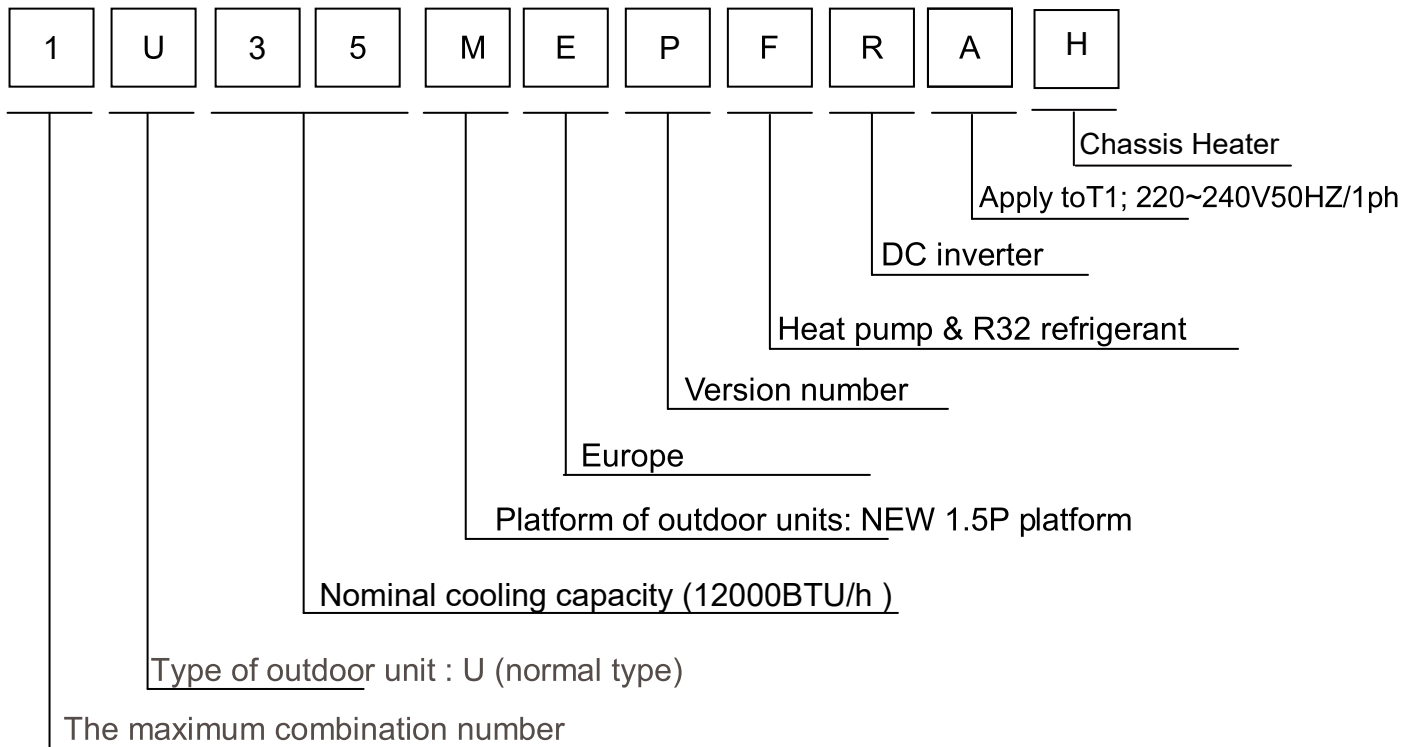 1 U 3 5 M E P F R A H
Chassis Heater
Apply toT1; 220~240V50HZ/1ph
DC inverter
Heat pump & R32 refrigerant
Version number
Europe
Platform of outdoor units: NEW 1.5P platform
Nominal cooling capacity (12000BTU/h )
Type of outdoor unit : U (normal type)
The maximum combination number